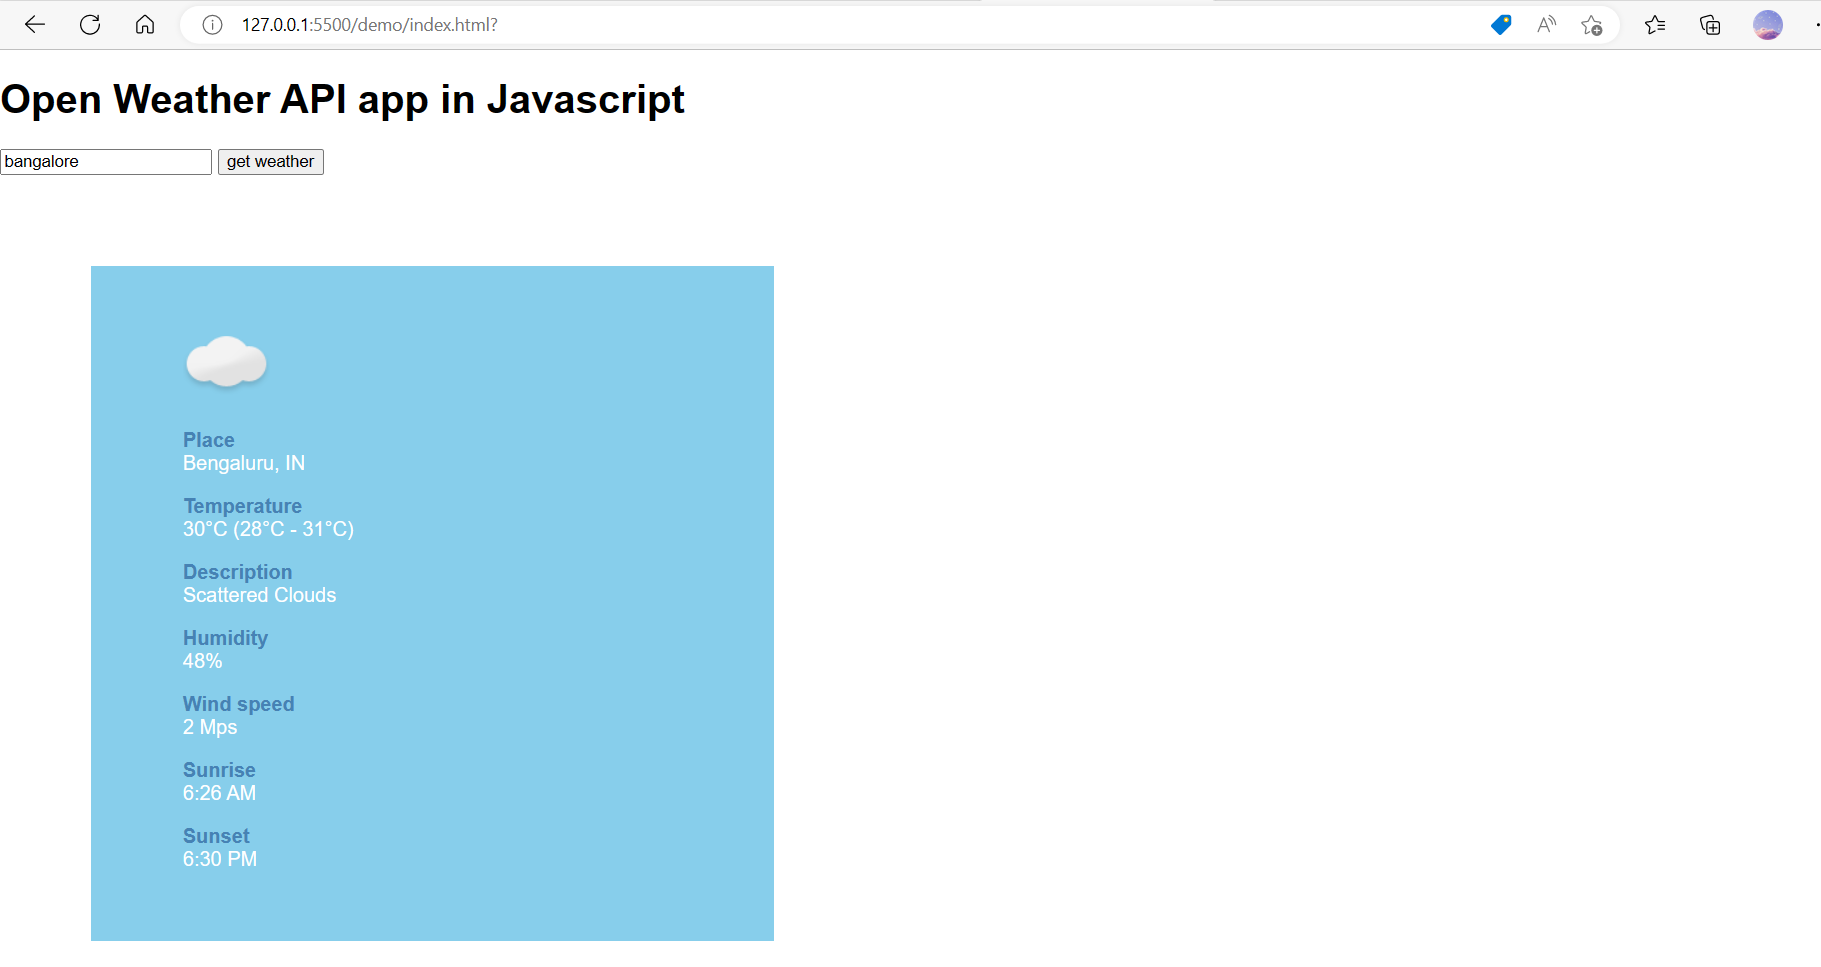 127.0.0.1:5500/demo/index.html?
Open Weather API app in Javascript
bangalore get weather
Place
Bengaluru, IN
Temperature
30°C (28°C - 31°C)
Description
Scattered Clouds
Humidity
48%
Wind speed
2 Mps
Sunrise
6:26 AM
Sunset
6:30 PM